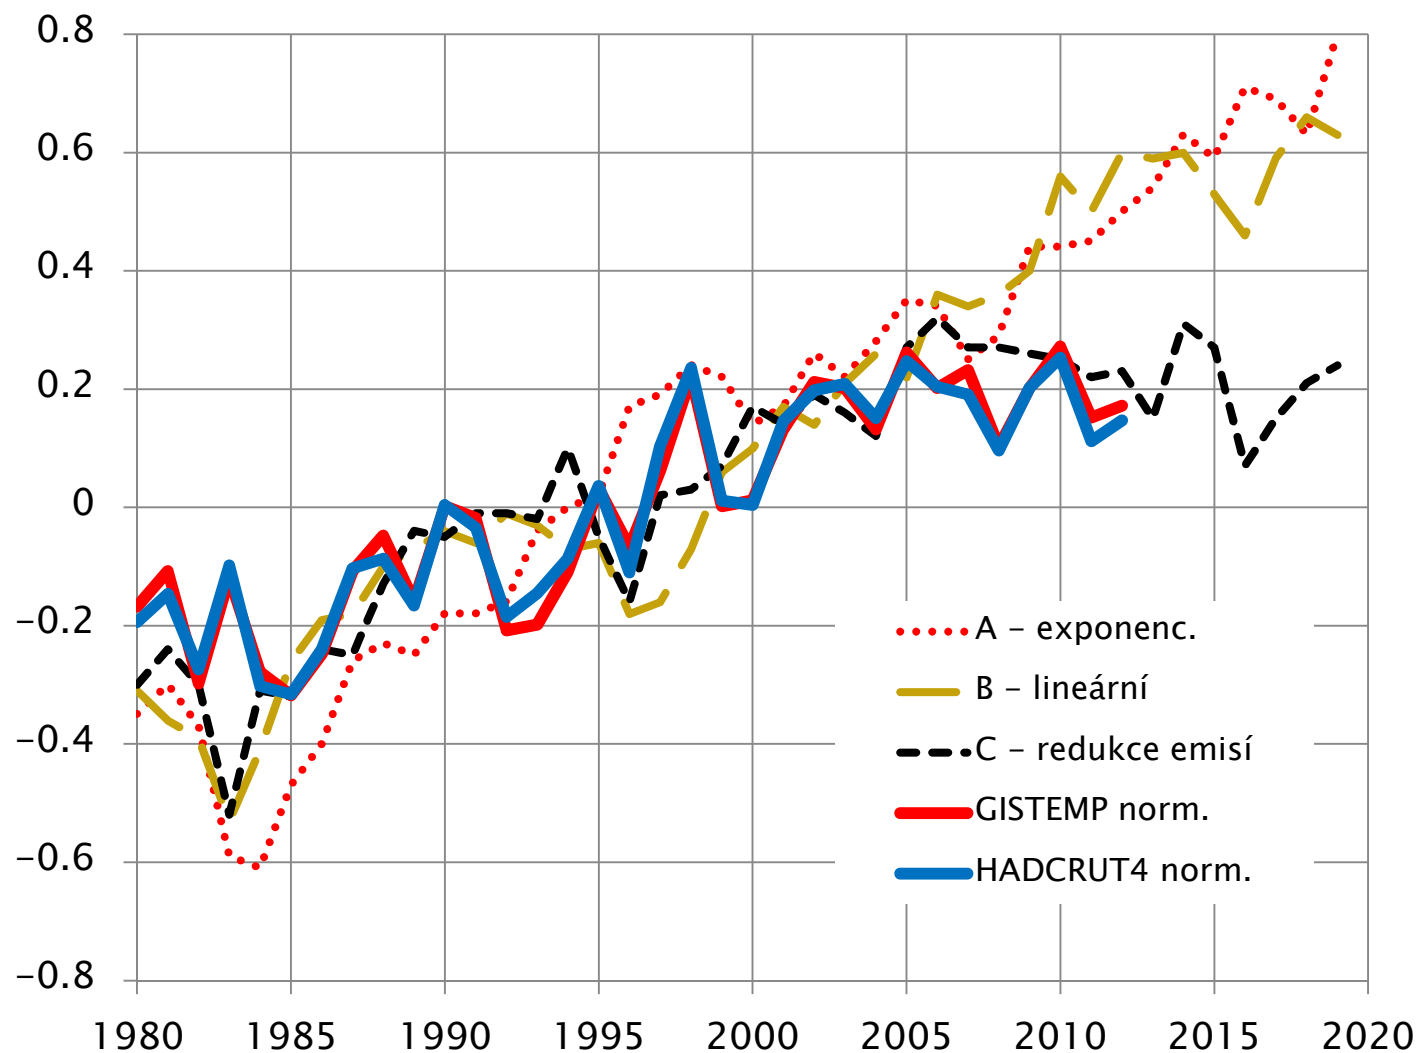 0.8
0.6
0.4
0.2
0
−0.2
−0.4
−0.6
−0.8
1980 1985 1990 1995 2000 2005 2010 2015 2020
A − exponenc.
B − lineární
C − redukce emisí
GISTEMP norm.
HADCRUT4 norm.